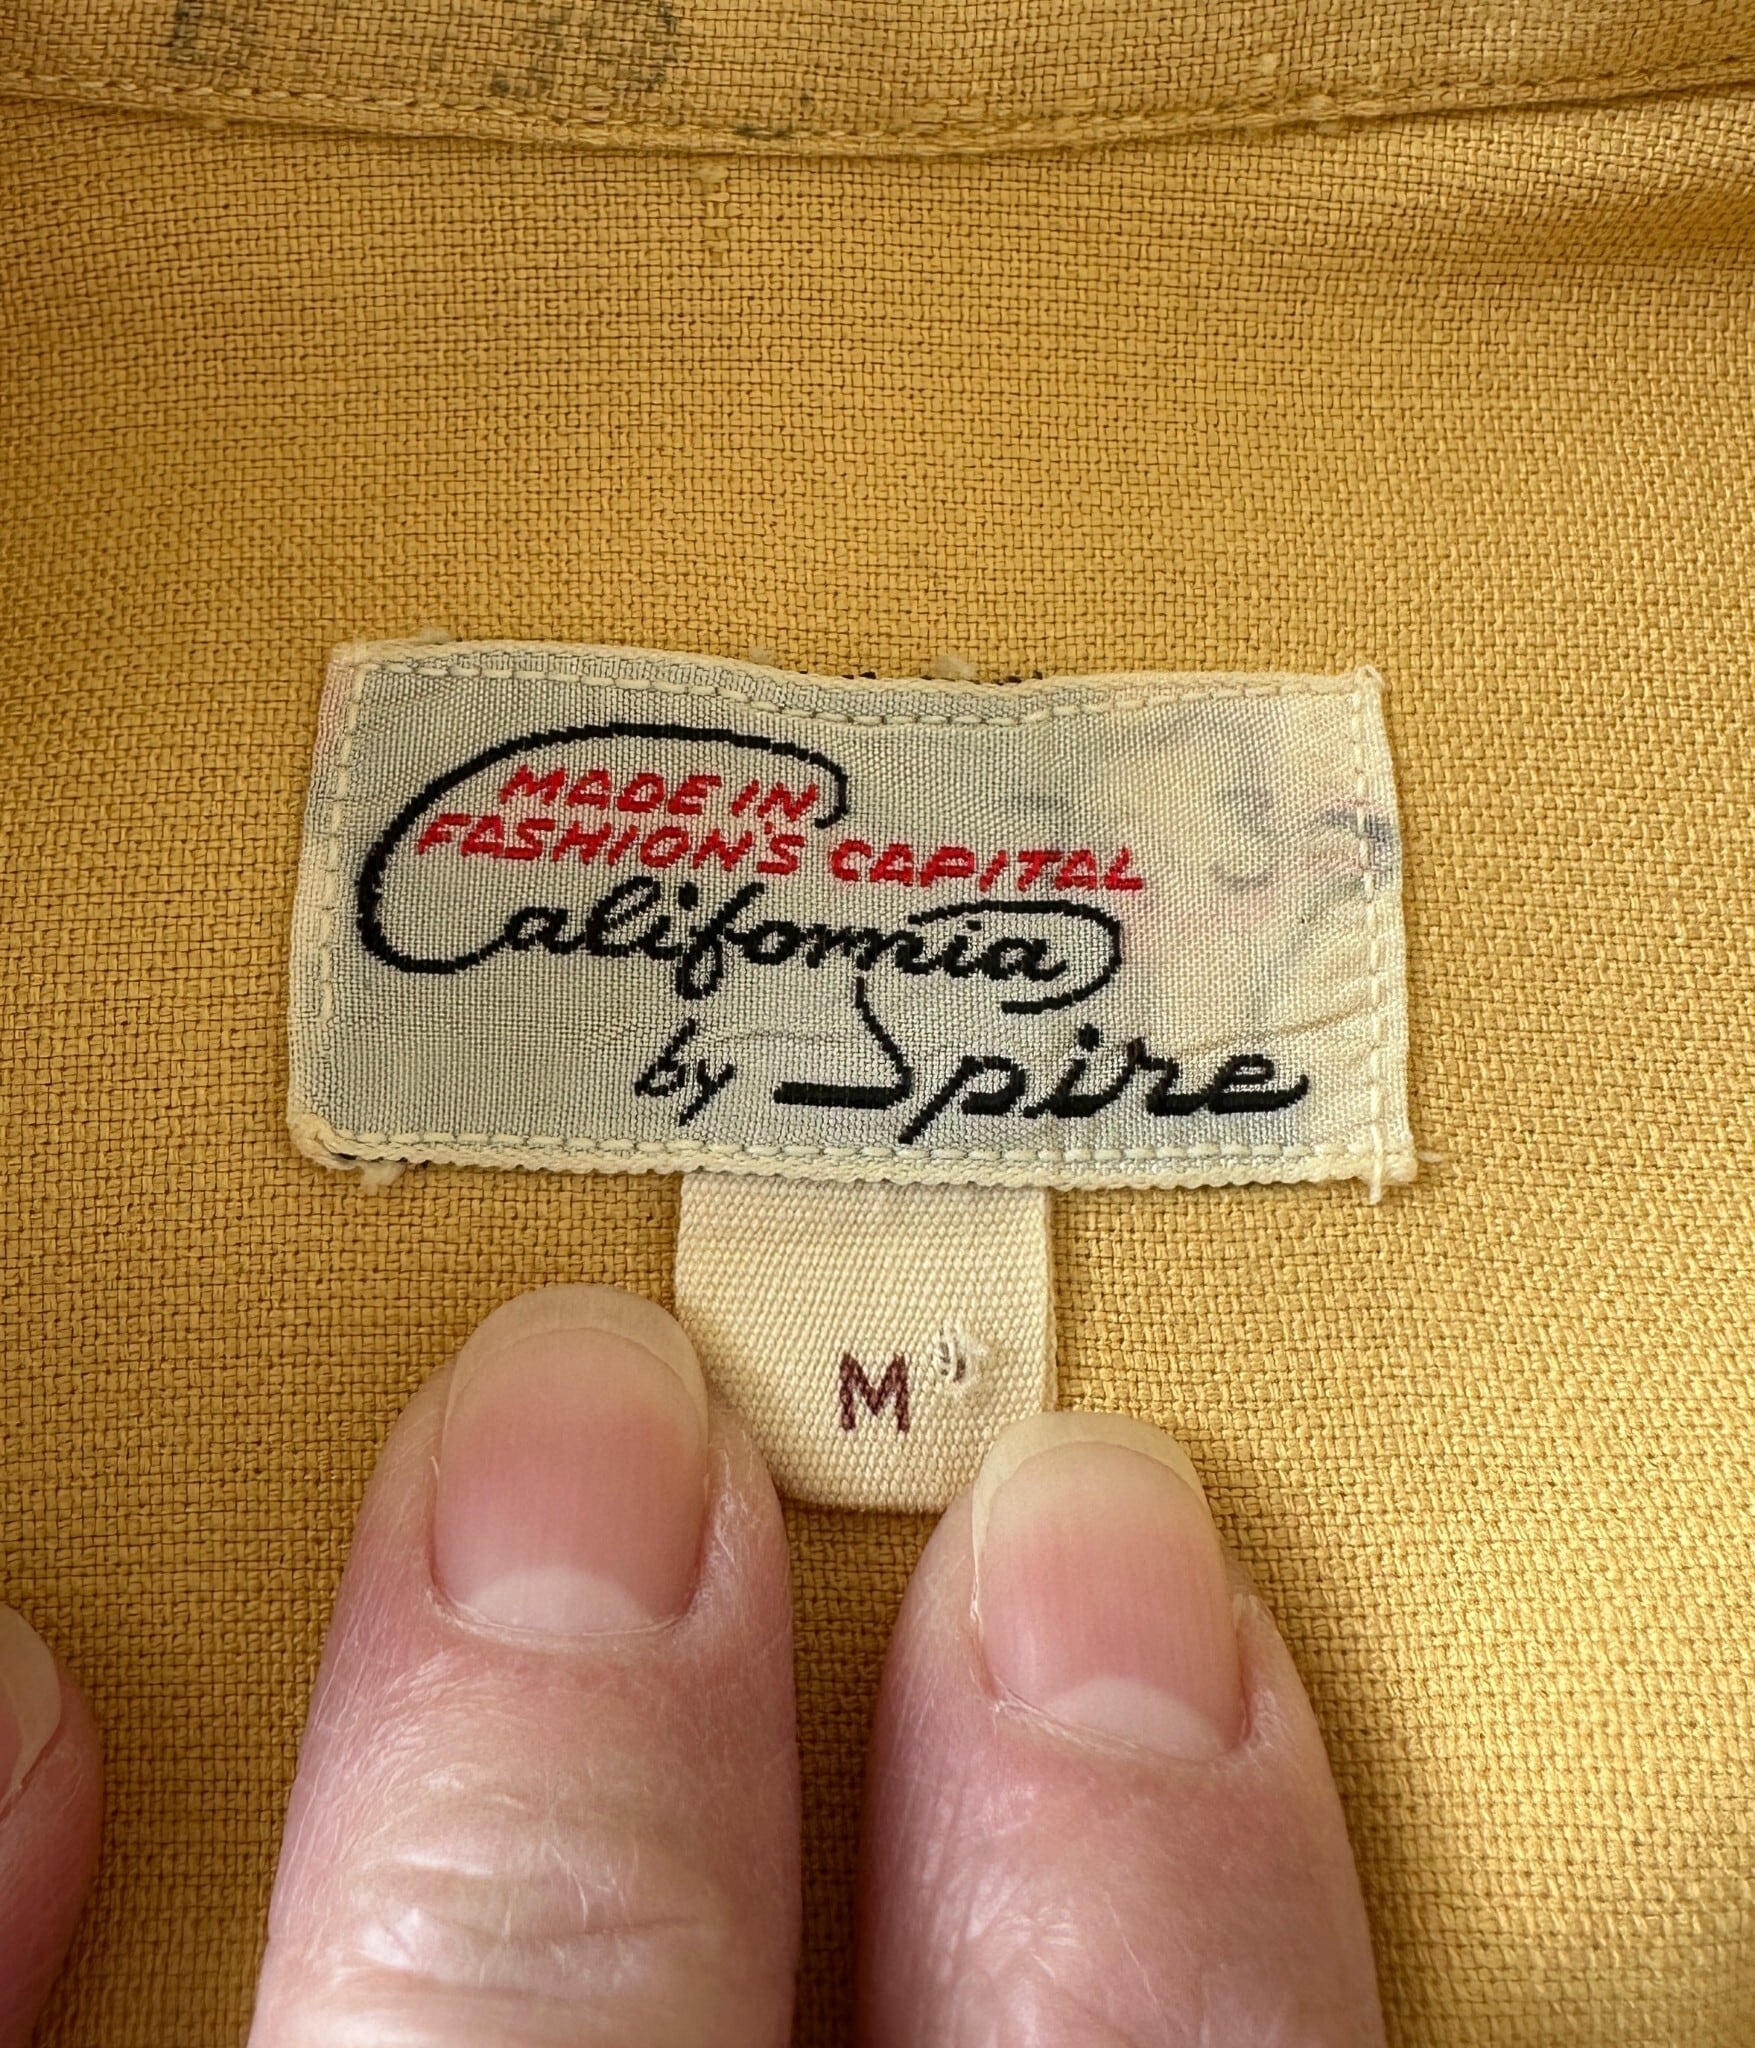 MADE IN
FASHION'S CAPITAL
California
by Spire
M